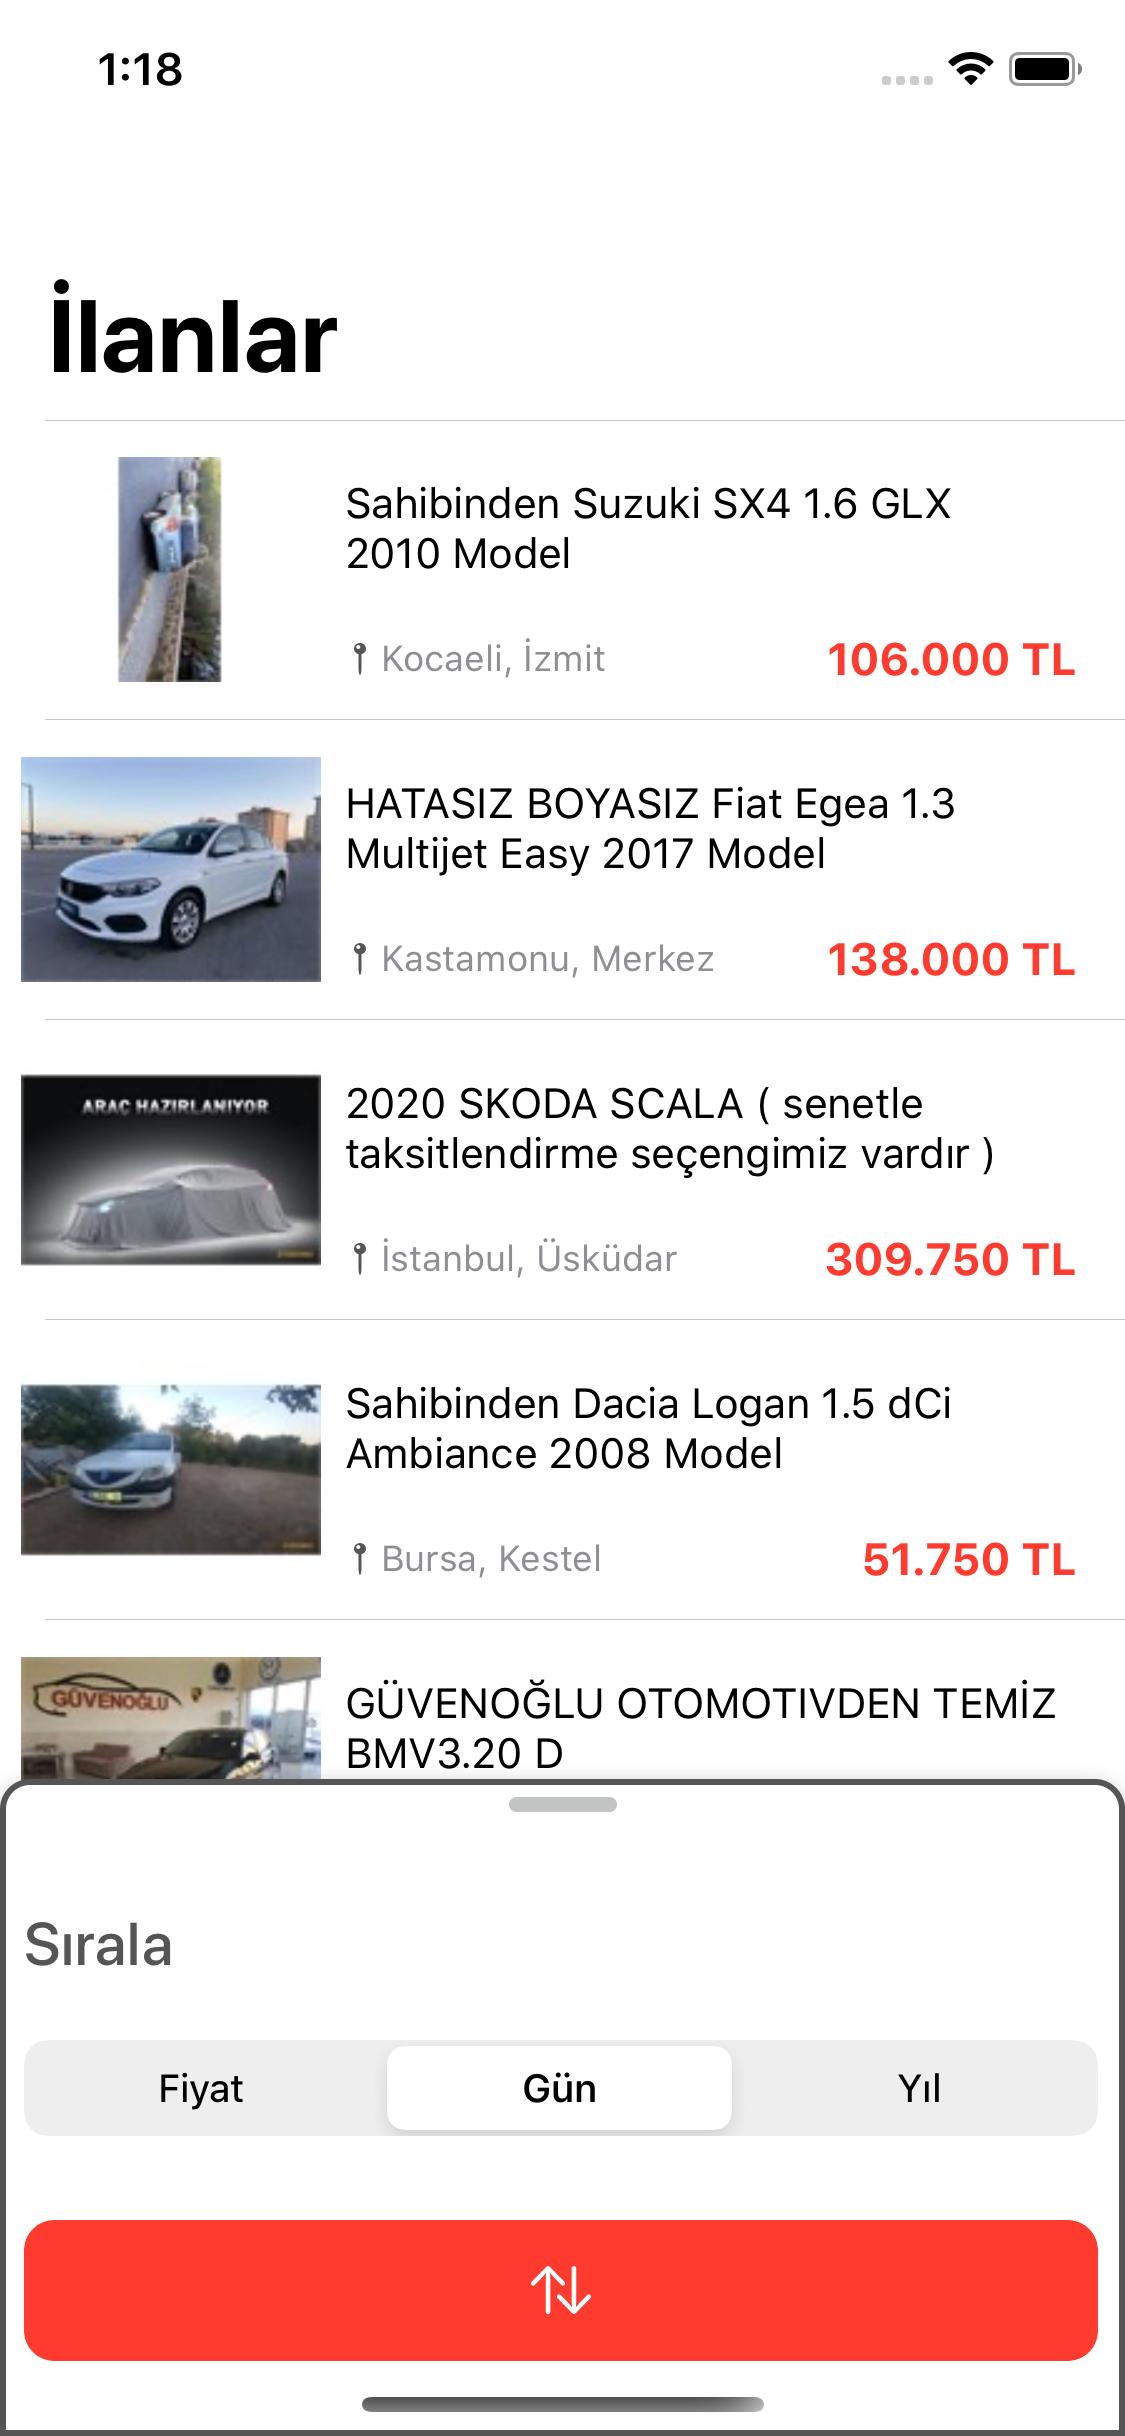 1:18
İlanlar
Sahibinden Suzuki SX4 1.6 GLX
2010 Model
Kocaeli, İzmit
106.000 TL
HATASIZ BOYASIZ Fiat Egea 1.3
Multijet Easy 2017 Model
Kastamonu, Merkez
138.000 TL
ARAÇ HAZIRLANIYOR
2020 SKODA SCALA ( senetle
taksitlendirme seçengimiz vardır )
İstanbul, Üsküdar
309.750 TL
Sahibinden Dacia Logan 1.5 dCi
Ambiance 2008 Model
Bursa, Kestel
51.750 TL
GÜVENOĞLU
GÜVENOĞLU OTOMOTIVDEN TEMİZ
BMV3.20 D
Sırala
Fiyat
Gün
Yıl